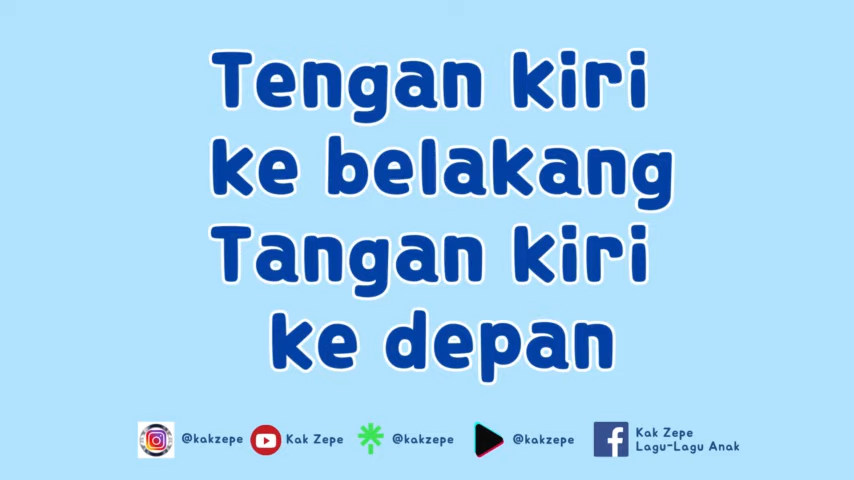 Tengan kiri
ke belakang
Tangan kiri
ke depan
@kakzepe
Kak Zepe
@kakzepe
@kakzepe
Kak Zepe
Lagu-Lagu Anak